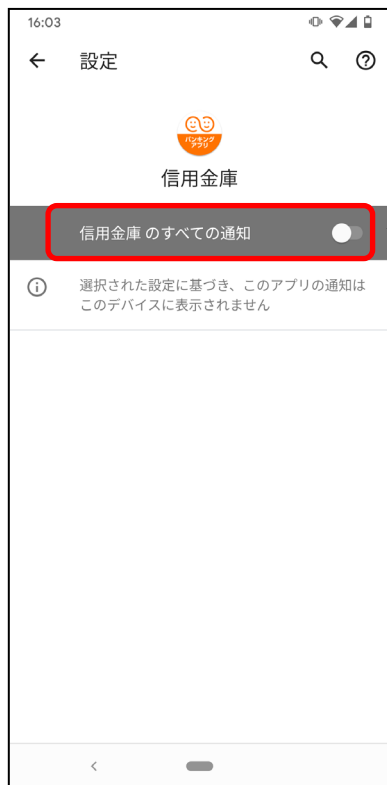 16:03
設定
バンキング
アプリ
信用金庫
信用金庫 のすべての通知
選択された設定に基づき、このアプリの通知は
このデバイスに表示されません